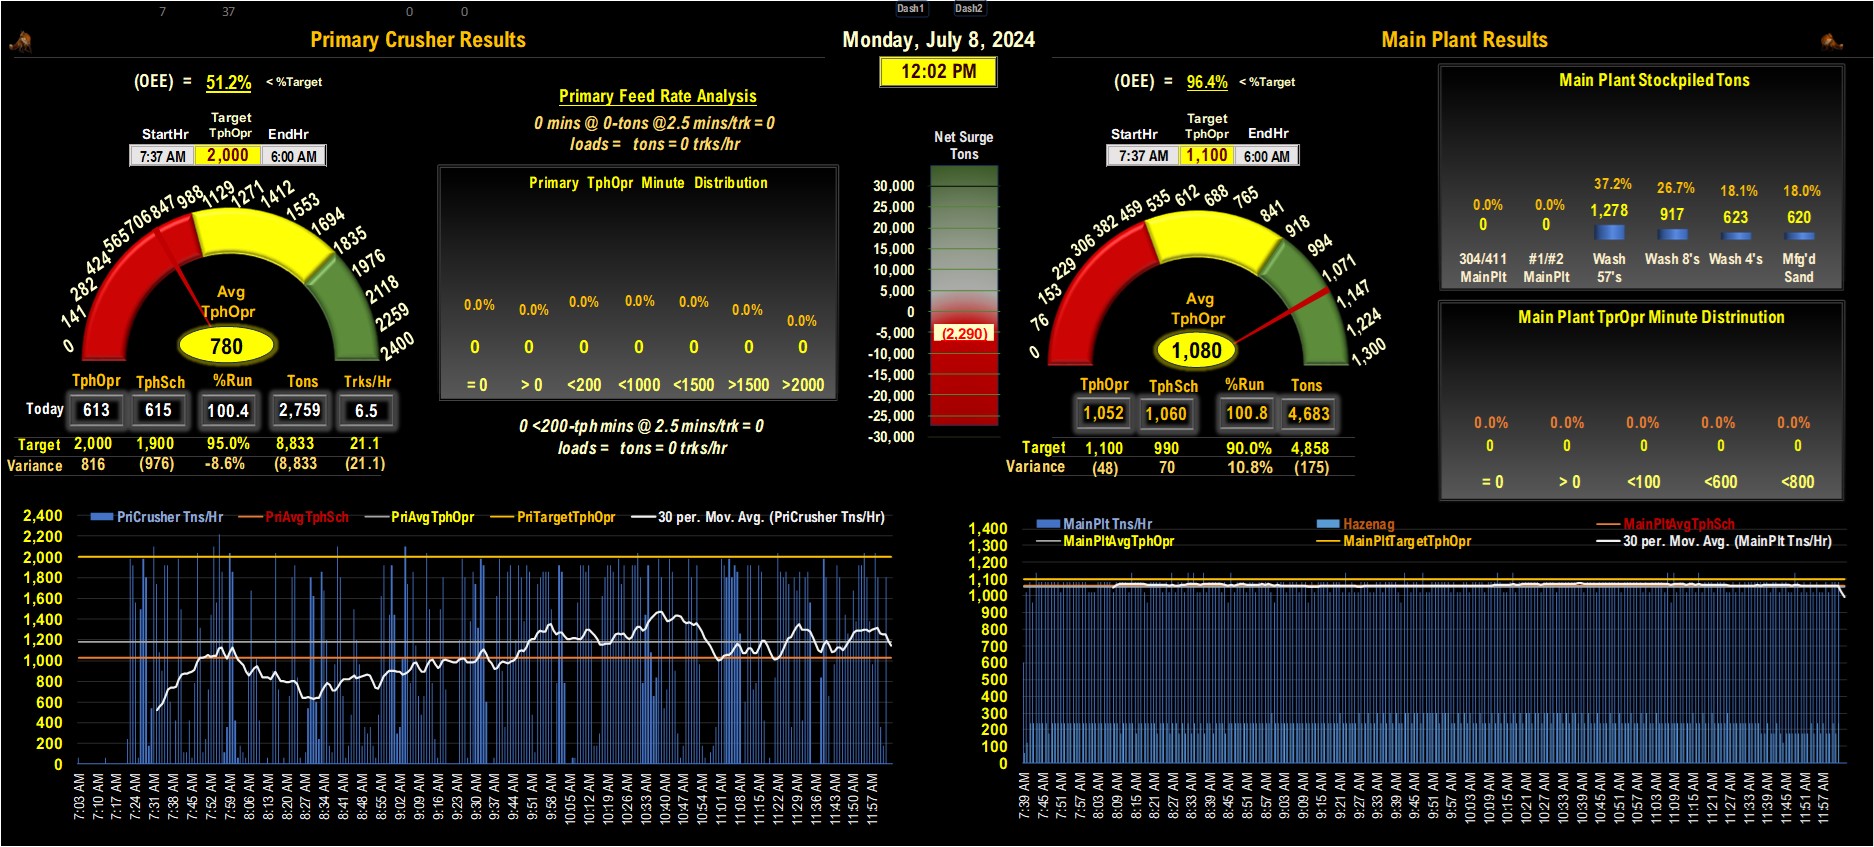 7 37 0 0 Dash1 Dash2
Primary Crusher Results
Monday, July 8, 2024
Main Plant Results
12:02 PM
(OEE) = 51.2% < %Target
Target
StartHr TphOpr EndHr
7:37 AM 2,000 6:00 AM
0 141 282 424 565 706 847 988 1129 1271 1412 1553 1694 1835 1976 2118 2259 2400
Avg
TphOpr
780
TphOpr TphSch %Run Tons Trks/Hr
Today 613 615 100.4 2,759 6.5
Target 2,000 1,900 95.0% 8,833 21.1
Variance 816 (976) -8.6% (8,833 (21.1)
Primary Feed Rate Analysis
0 mins @ 0-tons @2.5 mins/trk = 0
loads = tons = 0 trks/hr
Primary TphOpr Minute Distribution
0.0% 0.0% 0.0% 0.0% 0.0% 0.0% 0.0%
0 0 0 0 0 0 0
= 0 > 0 <200 <1000 <1500 >1500 >2000
0 <200-tph mins @ 2.5 mins/trk = 0
loads = tons = 0 trks/hr
Net Surge
Tons
30,000
25,000
20,000
15,000
10,000
5,000
0
-5,000
(2,290)
-10,000
-15,000
-20,000
-25,000
-30,000
(OEE) = 96.4% < %Target
Target
StartHr TphOpr EndHr
7:37 AM 1,100 6:00 AM
0 76 153 229 306 382 459 535 612 688 765 841 918 994 1,071 1,147 1,224 1,300
Avg
TphOpr
1,080
TphOpr TphSch %Run Tons
1,052 1,060 100.8 4,683
Target 1,100 990 90.0% 4,858
Variance (48) 70 10.8% (175)
Main Plant Stockpiled Tons
0.0% 0.0% 37.2% 26.7% 18.1% 18.0%
0 0 1,278 917 623 620
304/411 #1/#2 Wash Wash 8's Wash 4's Mfg'd
MainPlt MainPlt 57's Sand
Main Plant TprOpr Minute Distrinution
0.0% 0.0% 0.0% 0.0% 0.0%
0 0 0 0 0
= 0 > 0 <100 <600 <800
PriCrusher Tns/Hr PriAvgTphSch PriAvgTphOpr PriTargetTphOpr 30 per. Mov. Avg. (PriCrusher Tns/Hr)
2,400
2,200
2,000
1,800
1,600
1,400
1,200
1,000
800
600
400
200
0
7:03 AM 7:10 AM 7:17 AM 7:24 AM 7:31 AM 7:38 AM 7:45 AM 7:52 AM 7:59 AM 8:06 AM 8:13 AM 8:20 AM 8:27 AM 8:34 AM 8:41 AM 8:48 AM 8:55 AM 9:02 AM 9:09 AM 9:16 AM 9:23 AM 9:30 AM 9:37 AM 9:44 AM 9:51 AM 9:58 AM 10:05 AM 10:12 AM 10:19 AM 10:26 AM 10:33 AM 10:40 AM 10:47 AM 10:54 AM 11:01 AM 11:08 AM 11:15 AM 11:22 AM 11:29 AM 11:36 AM 11:43 AM 11:50 AM 11:57 AM
MainPlt Tns/Hr Hazenag MainPltAvgTphSch
MainPltAvgTphOpr MainPltTargetTphOpr 30 per. Mov. Avg. (MainPlt Tns/Hr)
1,400
1,300
1,200
1,100
1,000
900
800
700
600
500
400
300
200
100
0
7:39 AM 7:45 AM 7:51 AM 7:57 AM 8:03 AM 8:09 AM 8:15 AM 8:21 AM 8:27 AM 8:33 AM 8:39 AM 8:45 AM 8:51 AM 8:57 AM 9:03 AM 9:09 AM 9:15 AM 9:21 AM 9:27 AM 9:33 AM 9:39 AM 9:45 AM 9:51 AM 9:57 AM 10:03 AM 10:09 AM 10:15 AM 10:21 AM 10:27 AM 10:33 AM 10:39 AM 10:45 AM 10:51 AM 10:57 AM 11:03 AM 11:09 AM 11:15 AM 11:21 AM 11:27 AM 11:33 AM 11:39 AM 11:45 AM 11:51 AM 11:57 AM